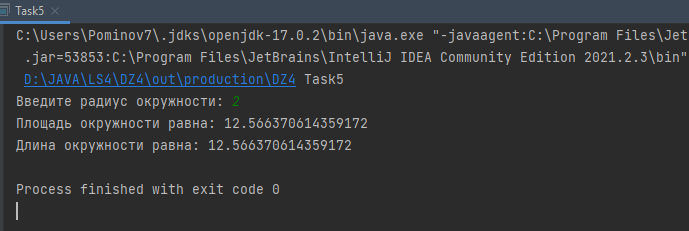 Task5
C:\Users\Pominov7\.jdks\openjdk-17.0.2\bin\java.exe "-javaagent:C:\Program Files\Jet
.jar=53853:C:\Program Files\JetBrains\IntelliJ IDEA Community Edition 2021.2.3\bin"
D:\JAVA\LS4\DZ4\out\production\DZ4 Task5
Введите радиус окружности: 2
Площадь окружности равна: 12.566370614359172
Длина окружности равна: 12.566370614359172
Process finished with exit code 0